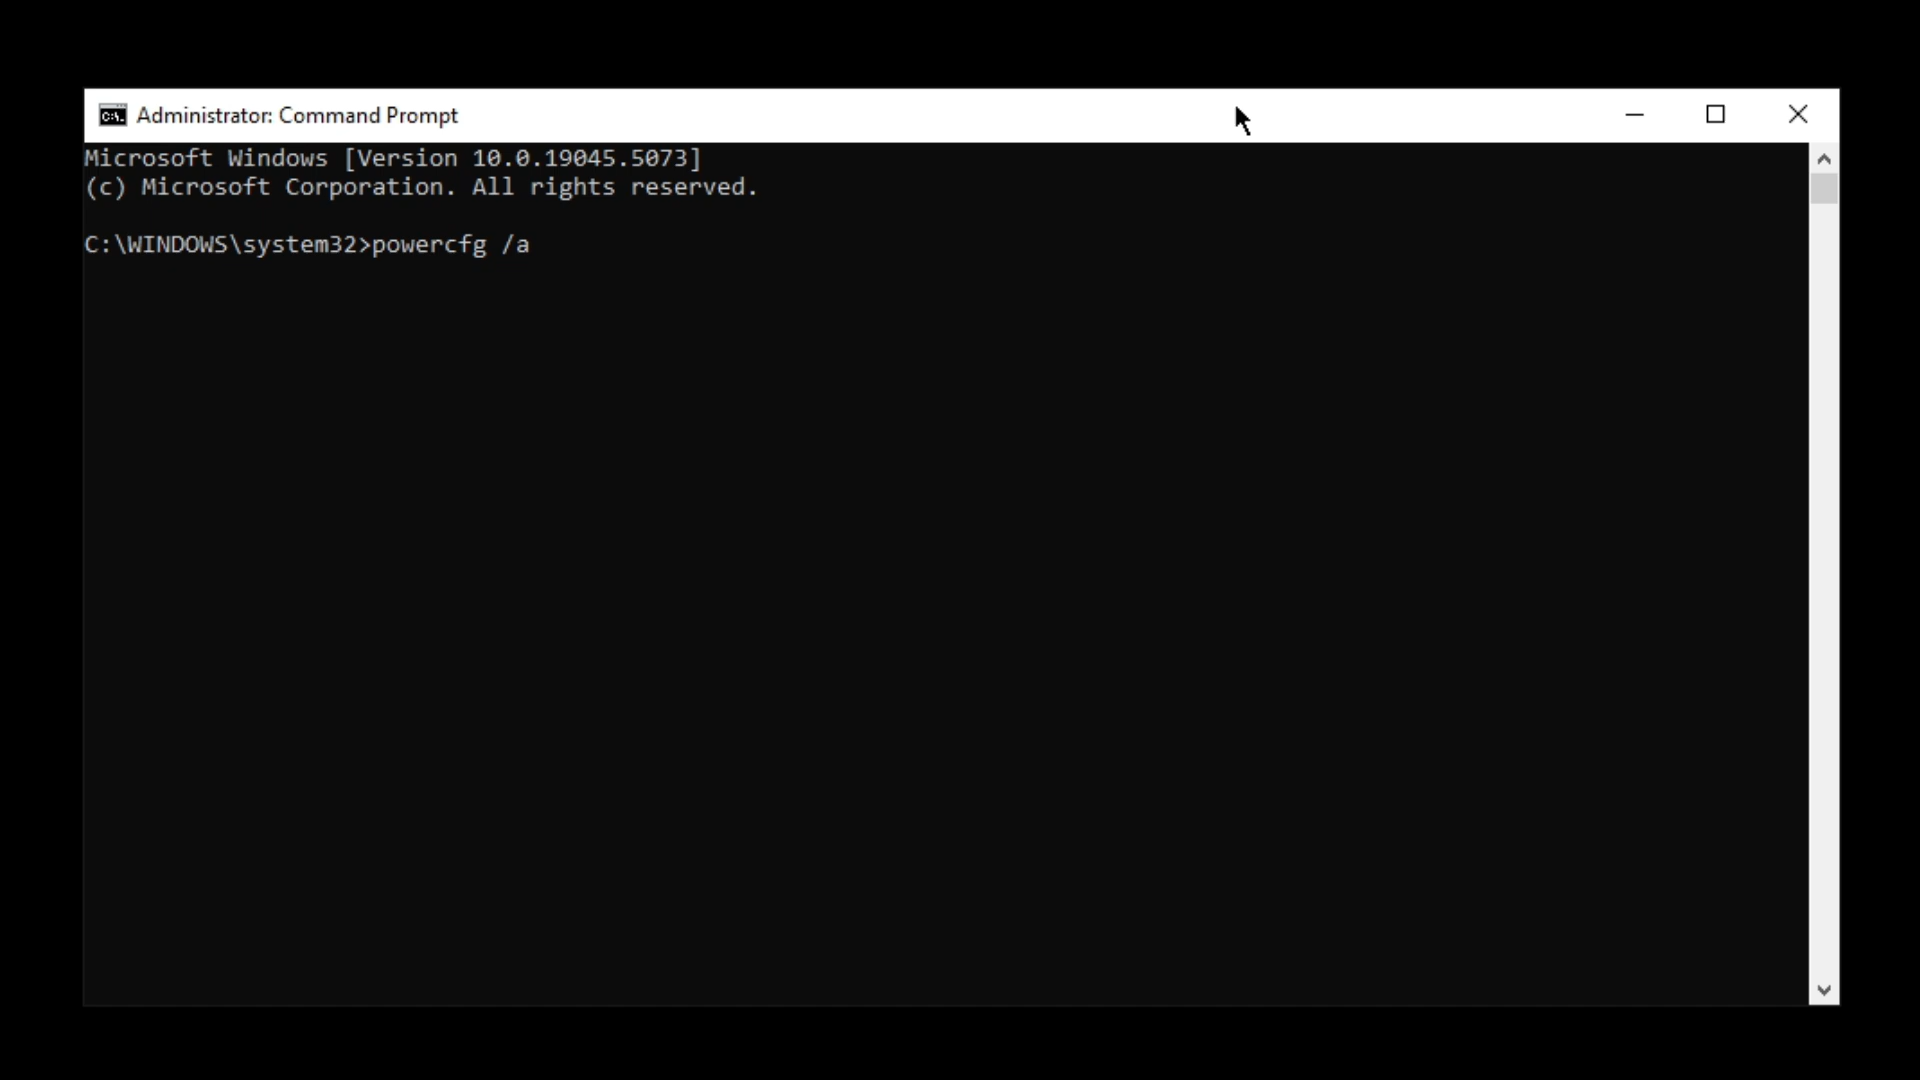 Administrator: Command Prompt
Microsoft Windows [Version 10.0.19045.5073]
(c) Microsoft Corporation. All rights reserved.
C:\WINDOWS\system32>powercfg /a